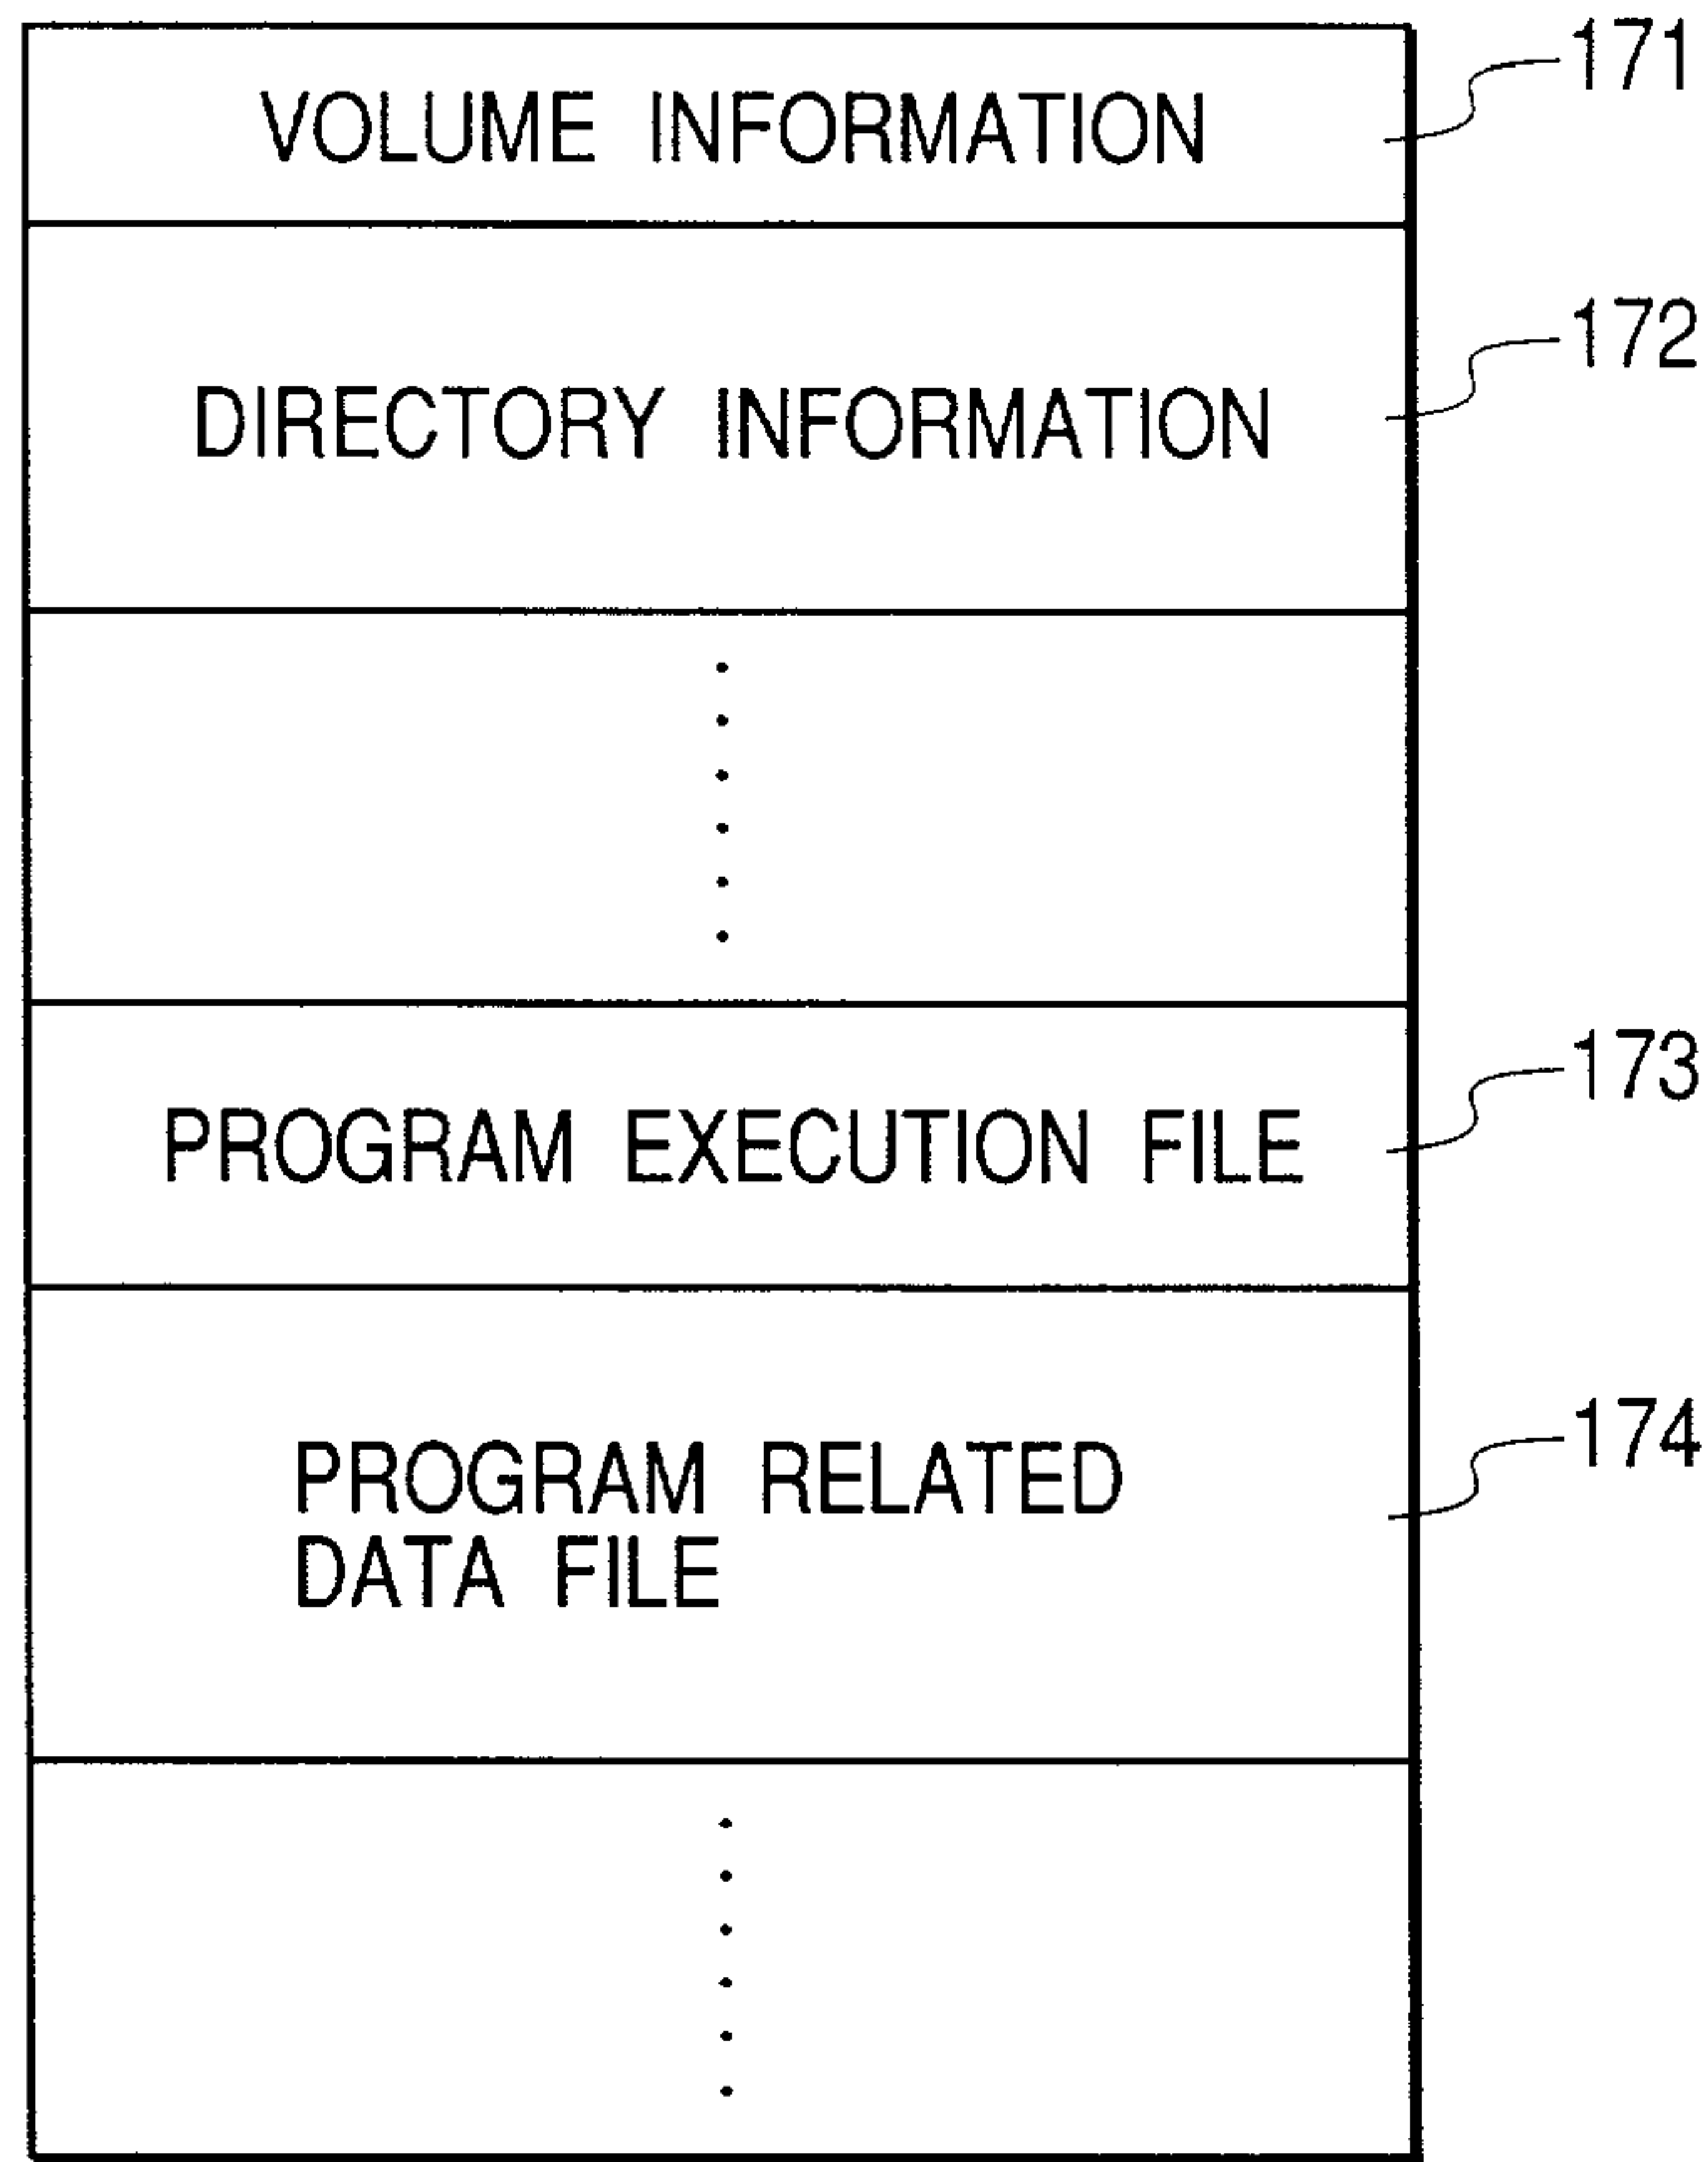 VOLUME INFORMATION
171
DIRECTORY INFORMATION
172
PROGRAM EXECUTION FILE
173
PROGRAM RELATED
DATA FILE
174